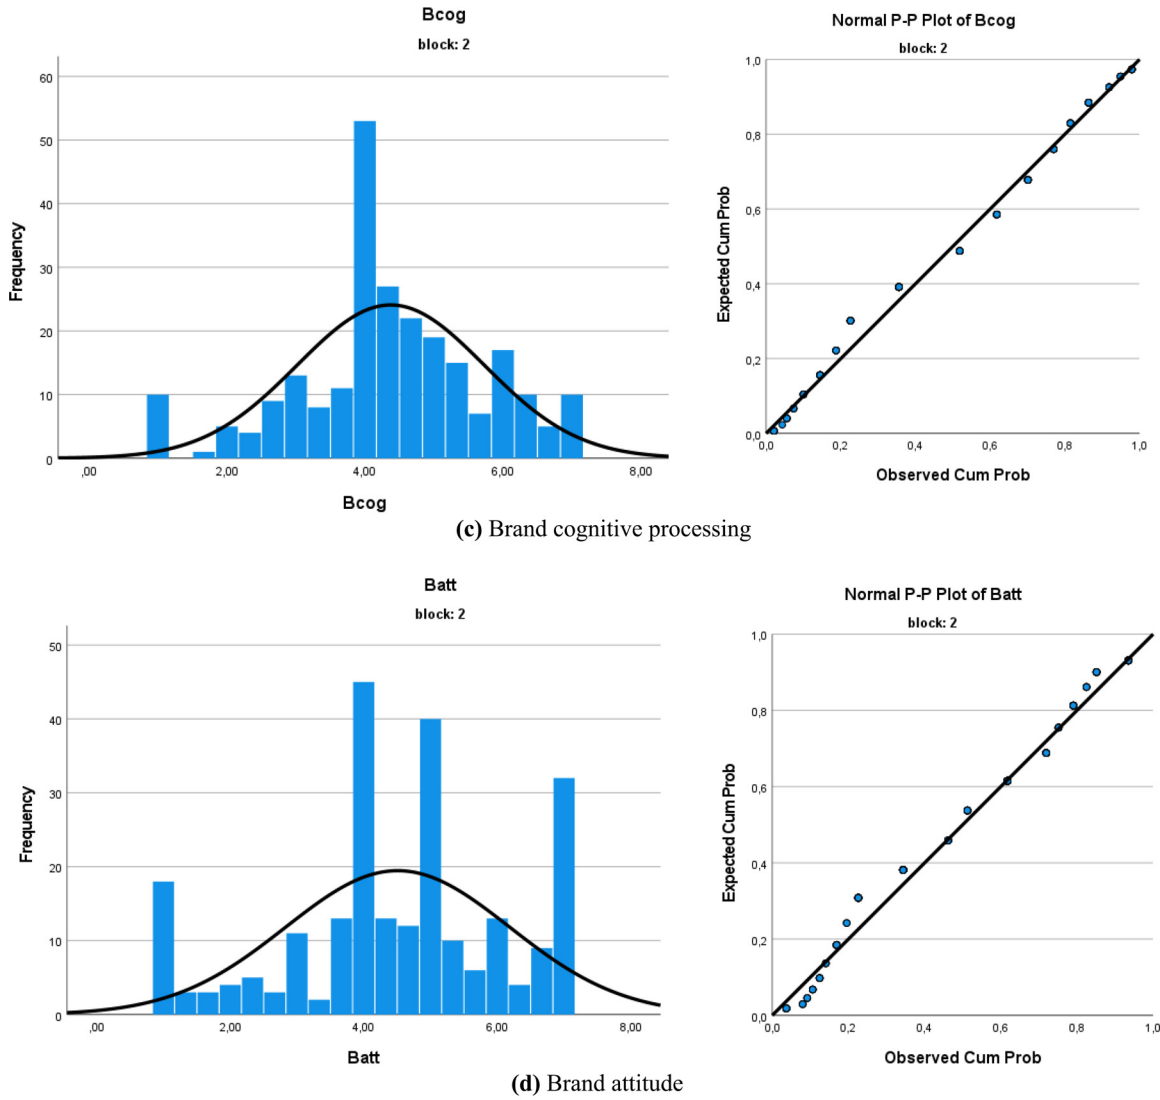 Bcog
block: 2
Frequency
60
50
40
30
20
10
0
,00
2,00
4,00
6,00
8,00
Bcog
Normal P-P Plot of Bcog
block: 2
Expected Cum Prob
1,0
0,8
0,6
0,4
0,2
0,0
0,0
0,2
0,4
0,6
0,8
1,0
Observed Cum Prob
(c) Brand cognitive processing
Batt
block: 2
Frequency
50
40
30
20
10
0
,00
2,00
4,00
6,00
8,00
Batt
Normal P-P Plot of Batt
block: 2
Expected Cum Prob
1,0
0,8
0,6
0,4
0,2
0,0
0,0
0,2
0,4
0,6
0,8
1,0
Observed Cum Prob
(d) Brand attitude